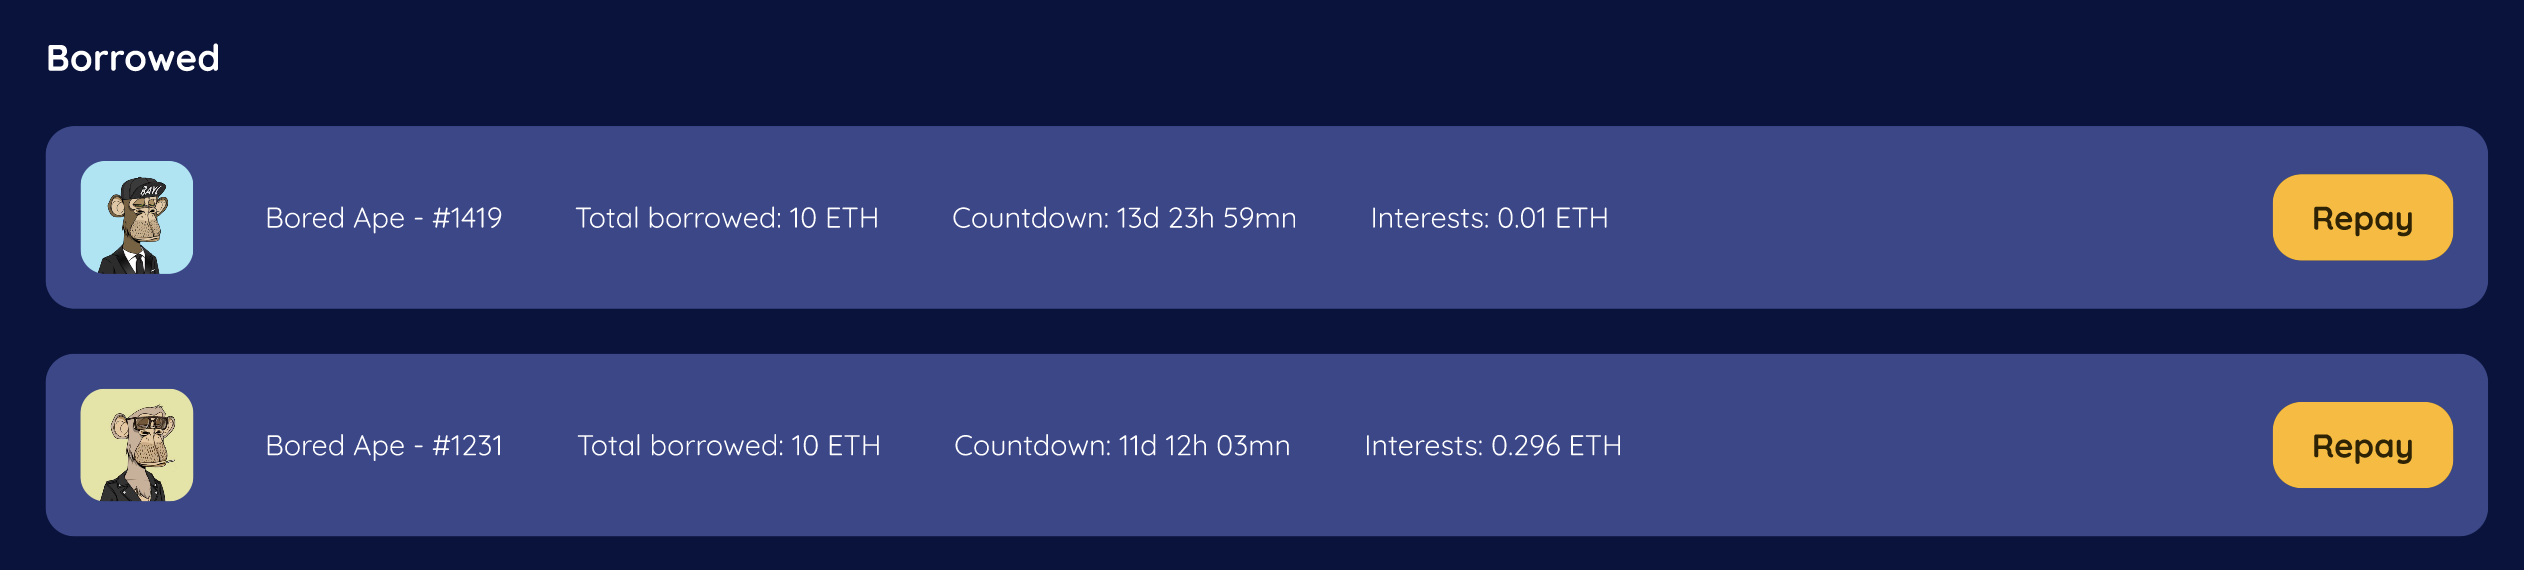 Borrowed
BAYC
Bored Ape - #1419 Total borrowed: 10 ETH Countdown: 13d 23h 59mn Interests: 0.01 ETH Repay
Bored Ape - #1231 Total borrowed: 10 ETH Countdown: 11d 12h 03mn Interests: 0.296 ETH Repay